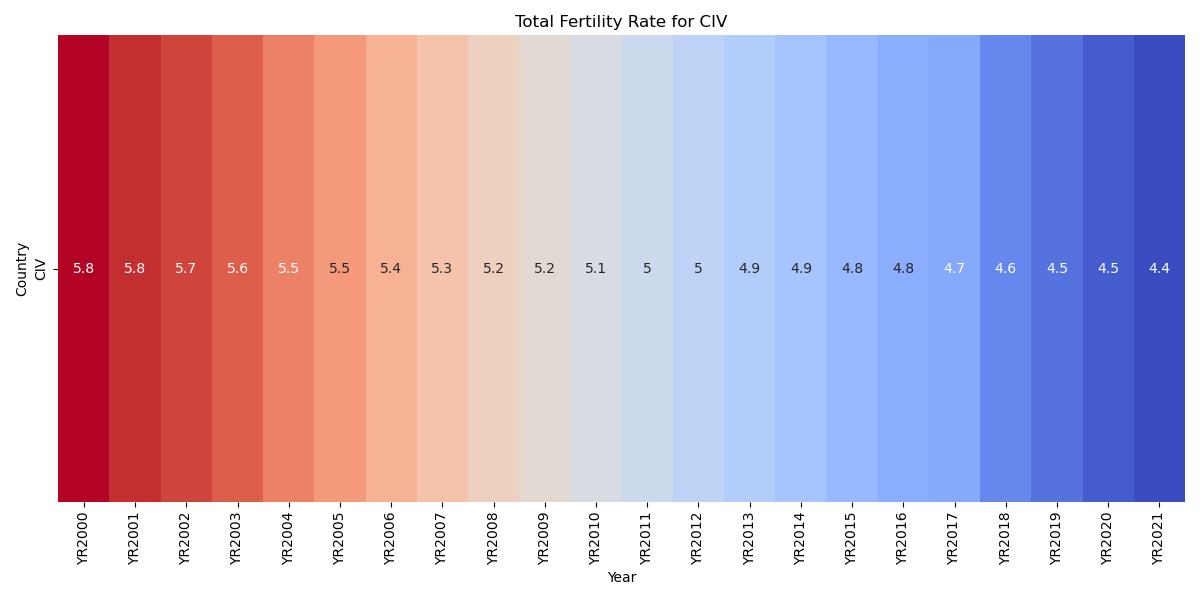 Total Fertility Rate for CIV
Country
CIV
5.8 5.8 5.7 5.6 5.5 5.5 5.4 5.3 5.2 5.2 5.1 5 5 4.9 4.9 4.8 4.8 4.7 4.6 4.5 4.5 4.4
YR2000 YR2001 YR2002 YR2003 YR2004 YR2005 YR2006 YR2007 YR2008 YR2009 YR2010 YR2011 YR2012 YR2013 YR2014 YR2015 YR2016 YR2017 YR2018 YR2019 YR2020 YR2021
Year